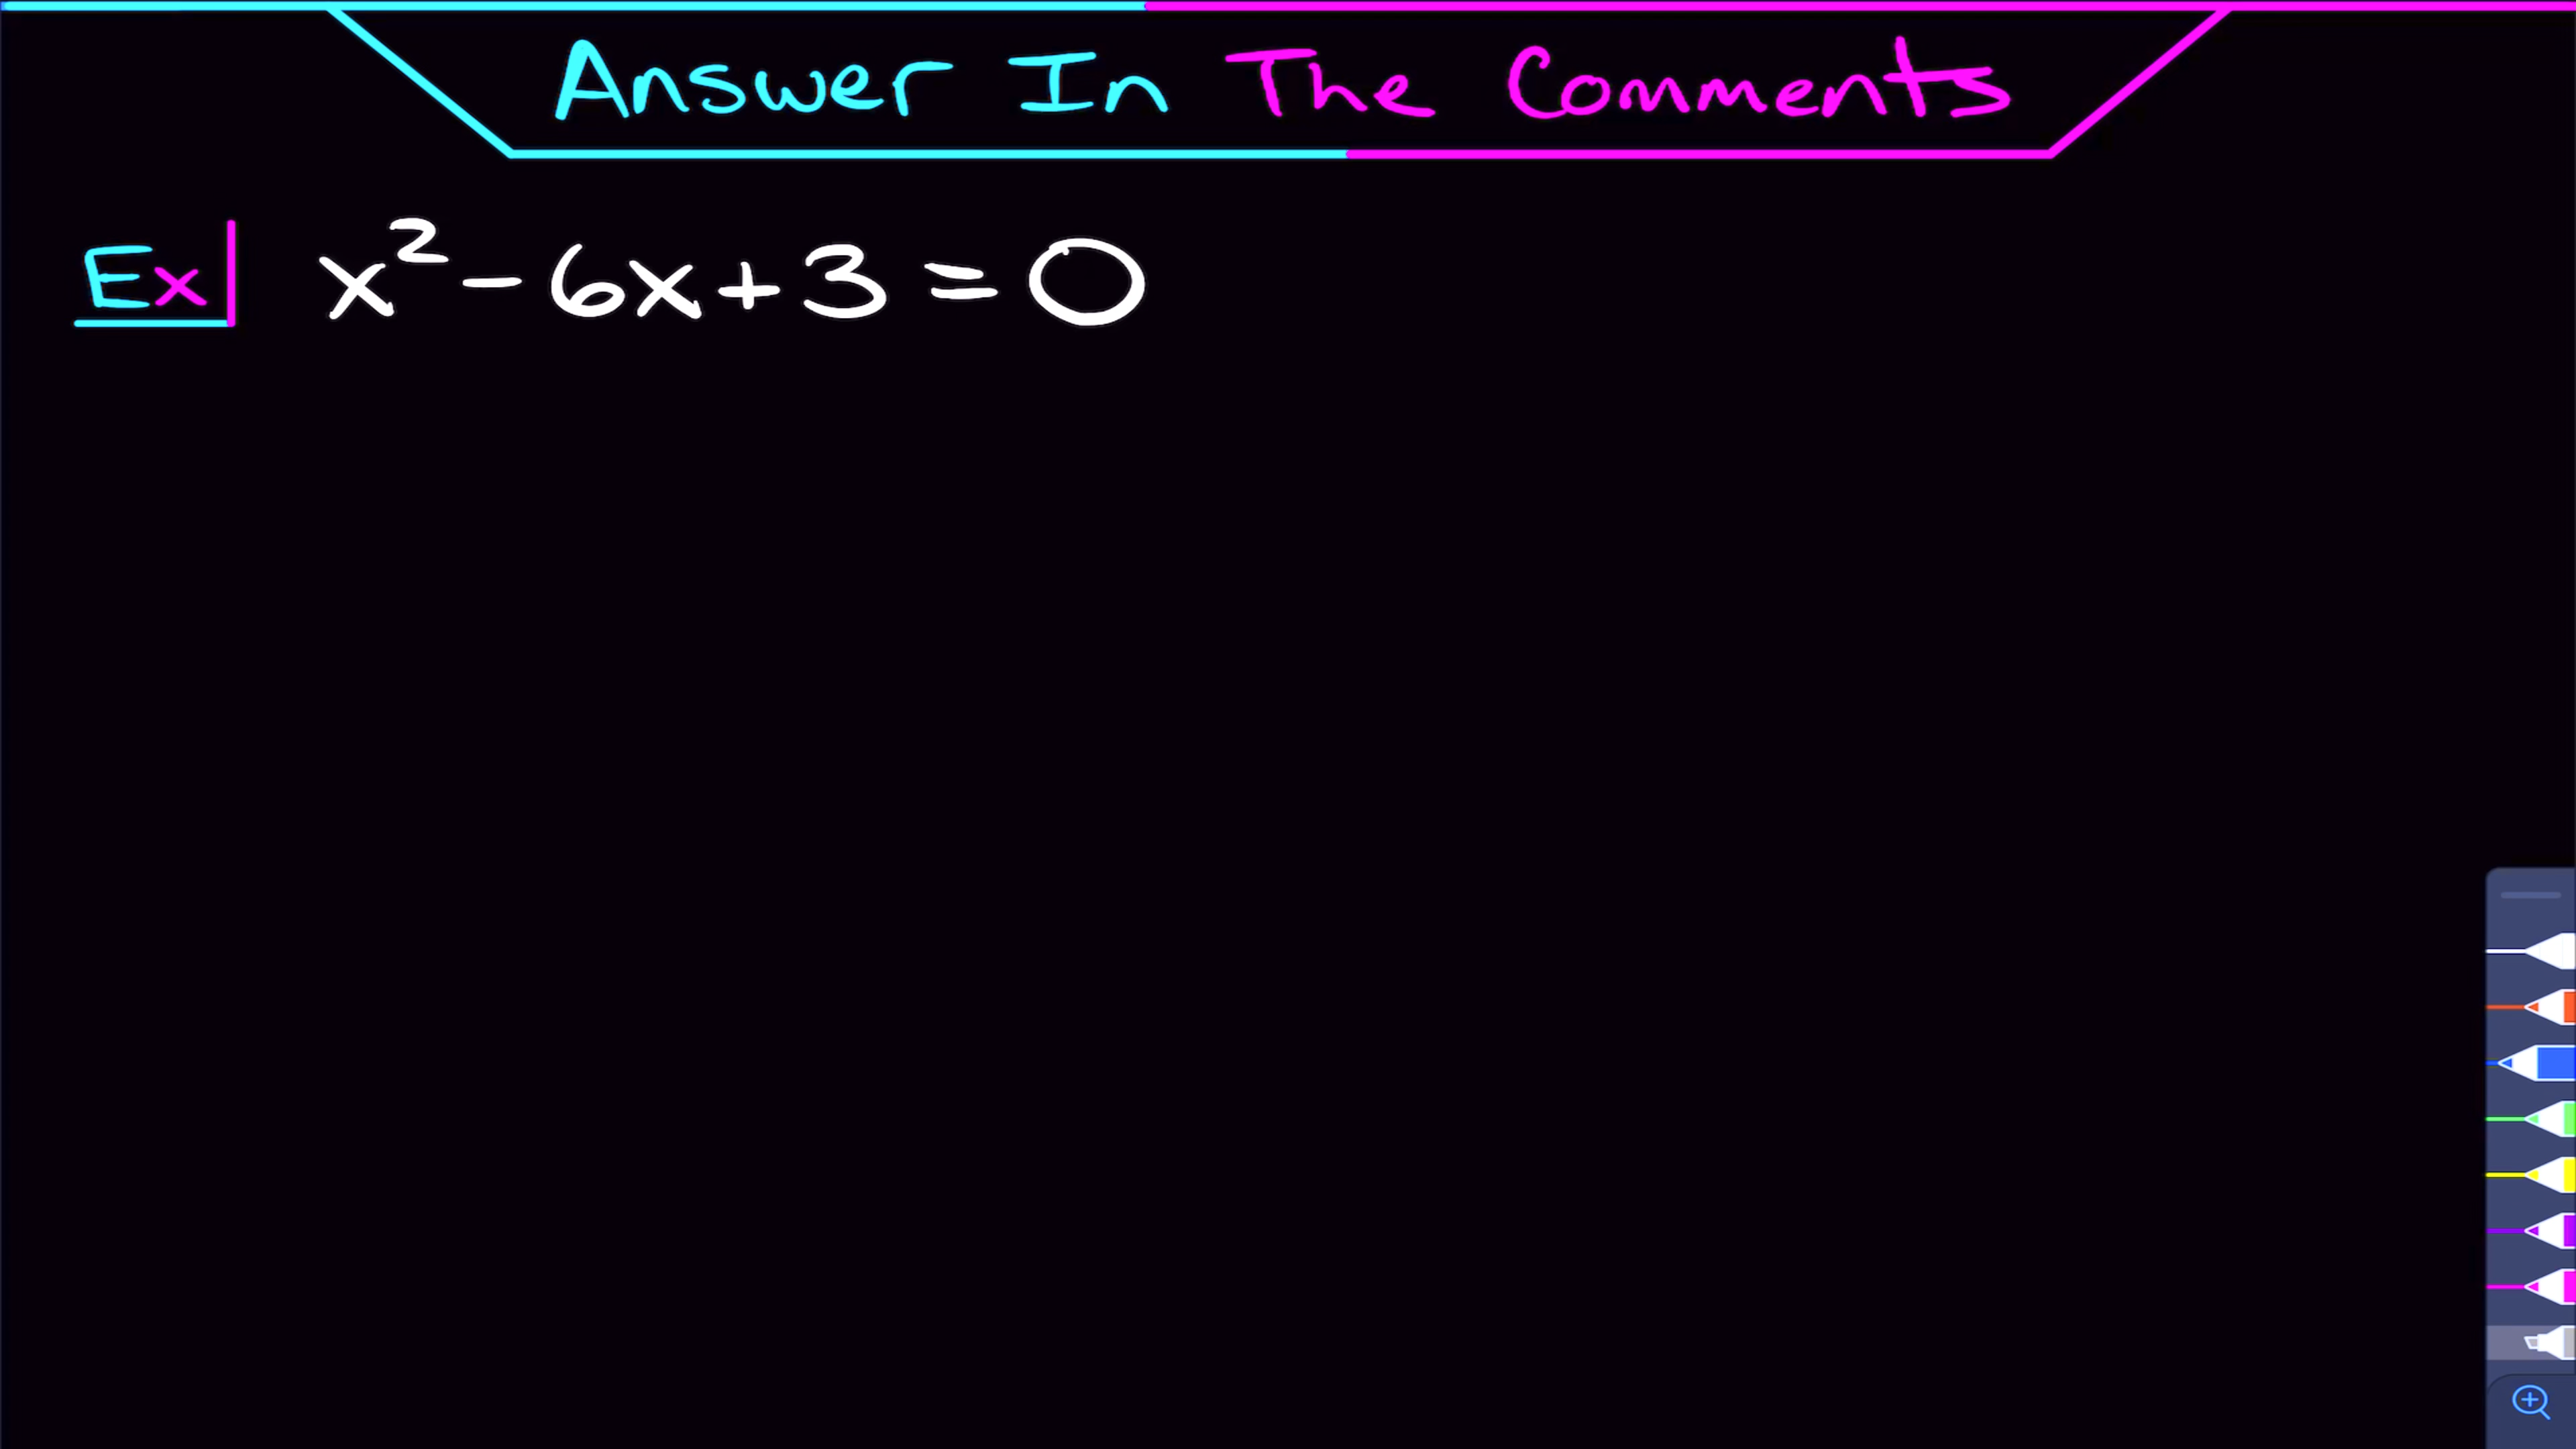 Answer In The Comments
Ex x² - 6x + 3 = 0